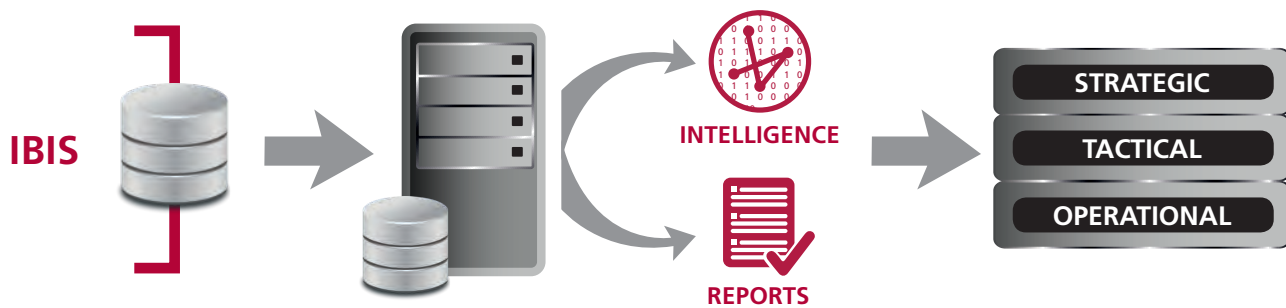 IBIS
INTELLIGENCE
REPORTS
STRATEGIC
TACTICAL
OPERATIONAL